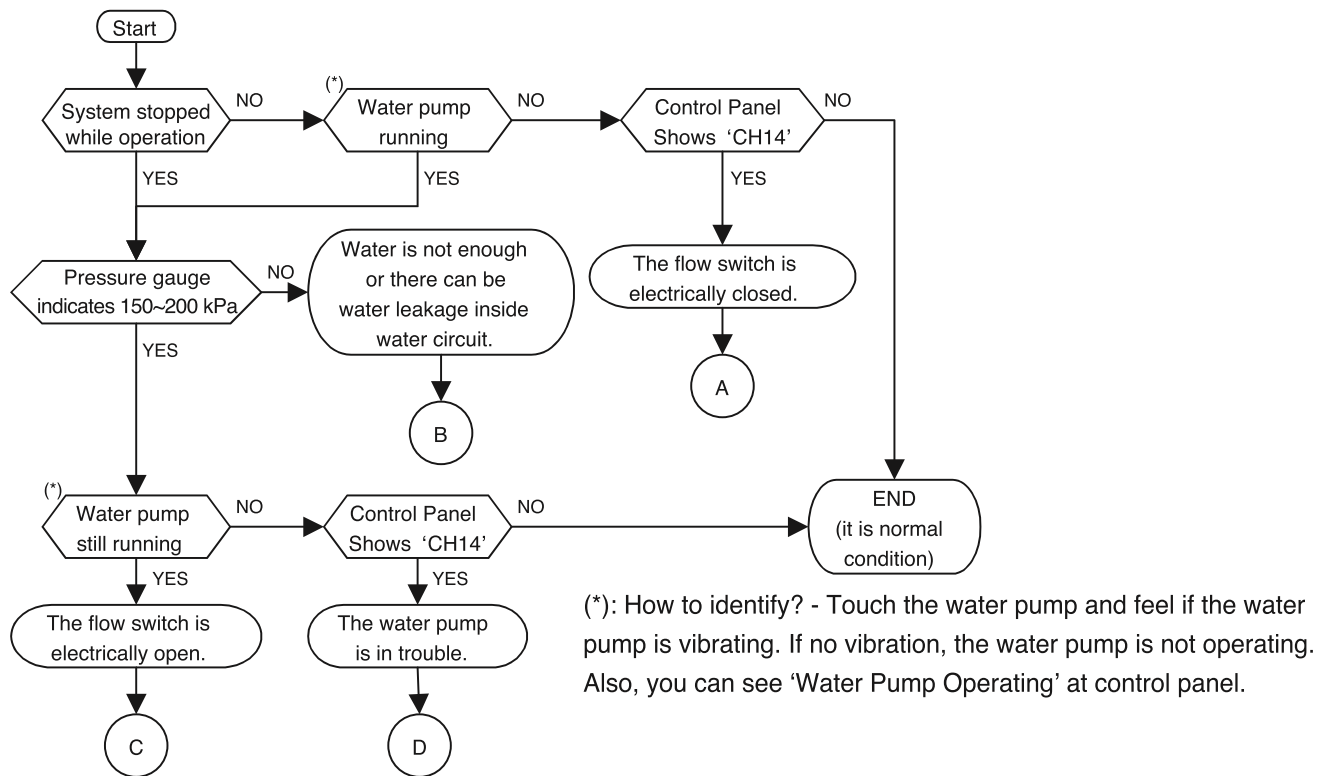 Start
System stopped
while operation
NO
(*)
Water pump
running
NO
Control Panel
Shows ‘CH14’
NO
YES
YES
YES
Pressure gauge
indicates 150~200 kPa
NO
Water is not enough
or there can be
water leakage inside
water circuit.
The flow switch is
electrically closed.
YES
A
B
(*)
Water pump
still running
NO
Control Panel
Shows ‘CH14’
NO
END
(it is normal
condition)
YES
YES
The flow switch is
electrically open.
The water pump
is in trouble.
C
D
(*): How to identify? - Touch the water pump and feel if the water
pump is vibrating. If no vibration, the water pump is not operating.
Also, you can see ‘Water Pump Operating’ at control panel.